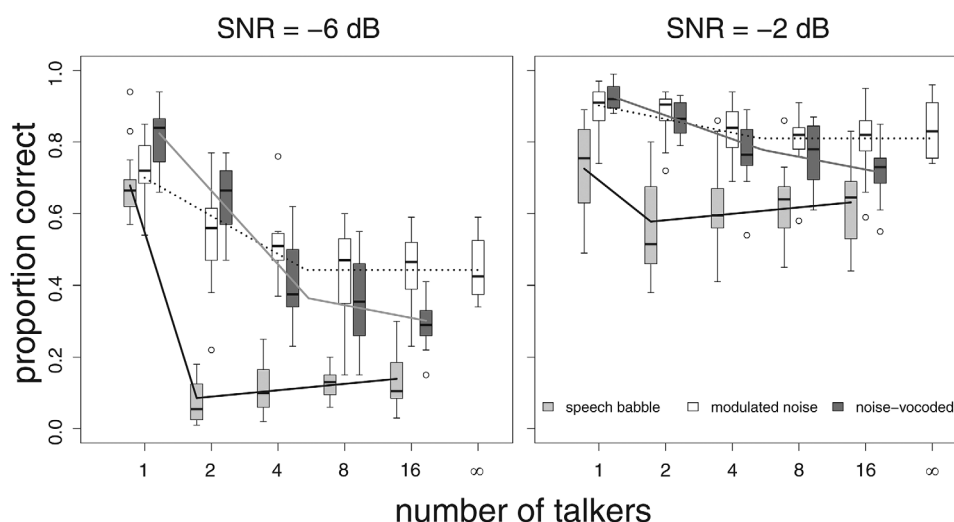 SNR = −6 dB
SNR = −2 dB
proportion correct
1.0
0.8
0.6
0.4
0.2
0.0
speech babble
modulated noise
noise−vocoded
1 2 4 8 16 ∞
1 2 4 8 16 ∞
number of talkers